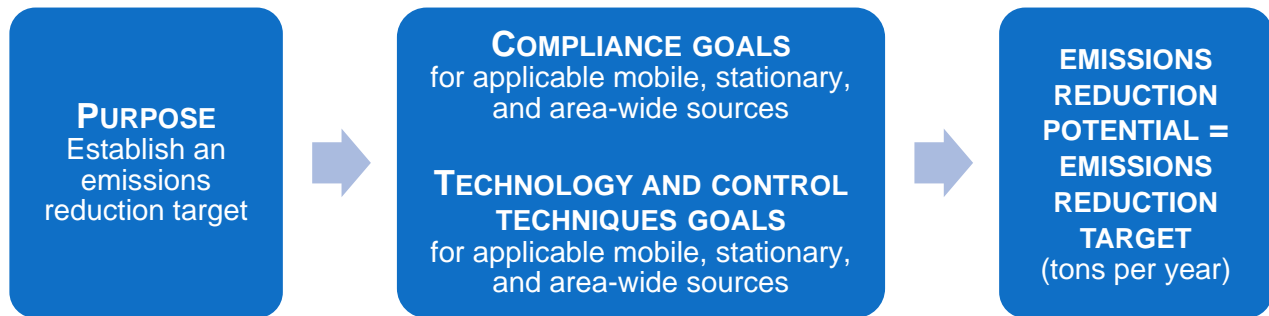 PURPOSE
Establish an
emissions
reduction target
COMPLIANCE GOALS
for applicable mobile, stationary,
and area-wide sources
TECHNOLOGY AND CONTROL
TECHNIQUES GOALS
for applicable mobile, stationary,
and area-wide sources
EMISSIONS
REDUCTION
POTENTIAL =
EMISSIONS
REDUCTION
TARGET
(tons per year)